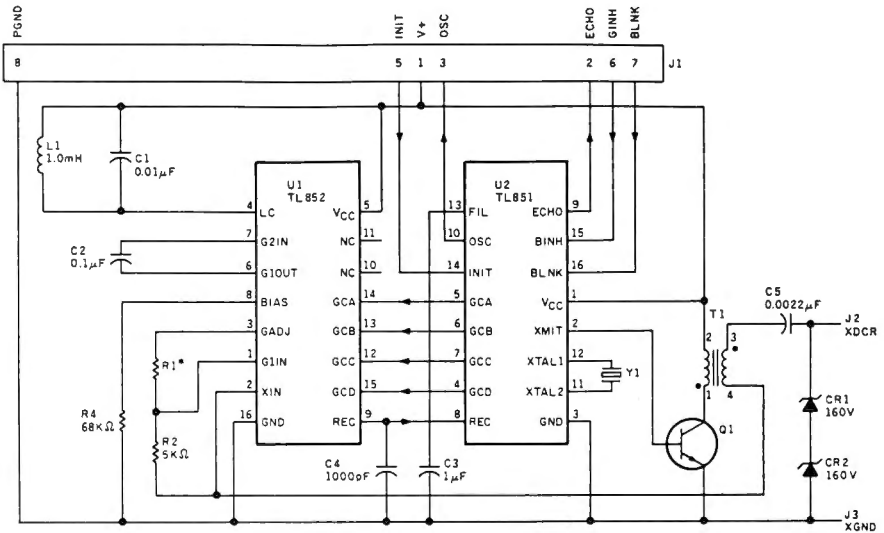 PGND INIT V+ OSC ECHO GINH BLNK
8 5 1 3 2 6 7 J1
L1
1.0mH
C1
0.01µF
C2
0.1µF
R1*
R4
68KΩ
R2
5KΩ
U1
TL852
4 LC VCC 5
7 G2IN NC 11
6 G1OUT NC 10
8 BIAS GCA 14
3 GADJ GCB 13
1 G1IN GCC 12
2 XIN GCD 15
16 GND REC 9
C4
1000pF
C3
1µF
U2
TL851
13 FIL ECHO 9
10 OSC BINH 15
14 INIT BLNK 16
5 GCA VCC 1
6 GCB XMIT 2
7 GCC XTAL1 12
4 GCD XTAL2 11
8 REC GND 3
Y1
Q1
T1
2 3
1 4
C5
0.0022µF
J2
XDCR
CR1
160V
CR2
160V
J3
XGND